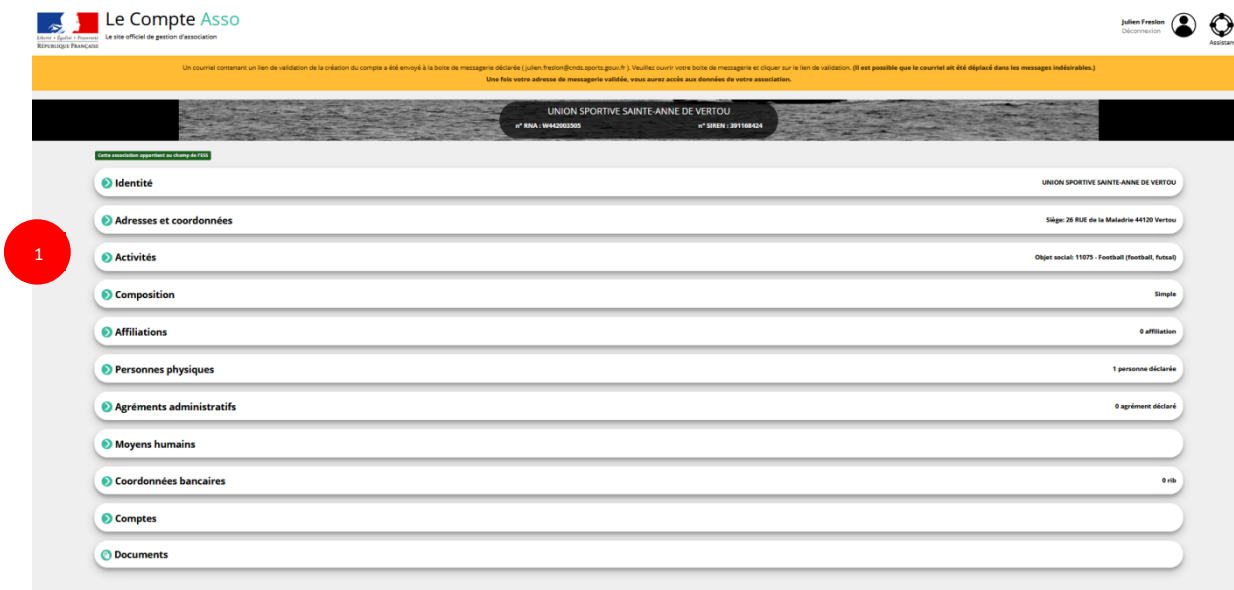 Le Compte Asso
Le site officiel de gestion d'association
Liberté • Égalité • Fraternité
RÉPUBLIQUE FRANÇAISE
Julien Freslon
Déconnexion
Assistan
Un courriel contenant un lien de validation de la création du compte a été envoyé à la boite de messagerie déclarée ( julien.freslon@cnds.sports.gouv.fr ). Veuillez ouvrir votre boite de messagerie et cliquer sur le lien de validation. (Il est possible que le courriel ait été déplacé dans les messages indésirables.)
Une fois votre adresse de messagerie validée, vous aurez accès aux données de votre association.
UNION SPORTIVE SAINTE-ANNE DE VERTOU
n° RNA : W442003505 n° SIREN : 391168424
Cette association appartient au champ de l'ESS
Identité UNION SPORTIVE SAINTE-ANNE DE VERTOU
Adresses et coordonnées Siège: 26 RUE de la Maladrie 44120 Vertou
1
Activités Objet social: 11075 - Football (football, futsal)
Composition Simple
Affiliations 0 affiliation
Personnes physiques 1 personne déclarée
Agréments administratifs 0 agrément déclaré
Moyens humains
Coordonnées bancaires 0 rib
Comptes
Documents